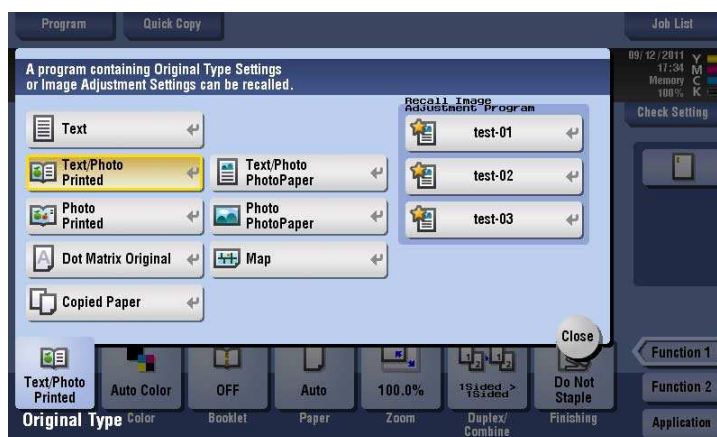 Program
Quick Copy
Job List
09/12/2011
17:34
Memory
100%
Y
M
C
K
Check Setting
A program containing Original Type Settings
or Image Adjustment Settings can be recalled.
Recall Image
Adjustment Program
Text
Text/Photo
Printed
Text/Photo
PhotoPaper
Photo
Printed
Photo
PhotoPaper
Dot Matrix Original
Map
Copied Paper
test-01
test-02
test-03
Close
Text/Photo
Printed
Auto Color
OFF
Auto
100.0%
1Sided >
1Sided
Do Not
Staple
Original Type
Color
Booklet
Paper
Zoom
Duplex/
Combine
Finishing
Function 1
Function 2
Application